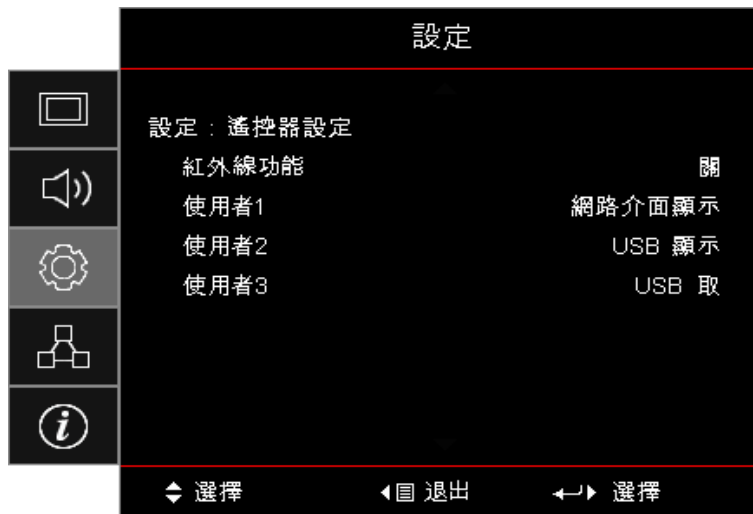 設定
設定 : 遙控器設定
紅外線功能 關
使用者1 網路介面顯示
使用者2 USB 顯示
使用者3 USB 取
選擇 退出 選擇